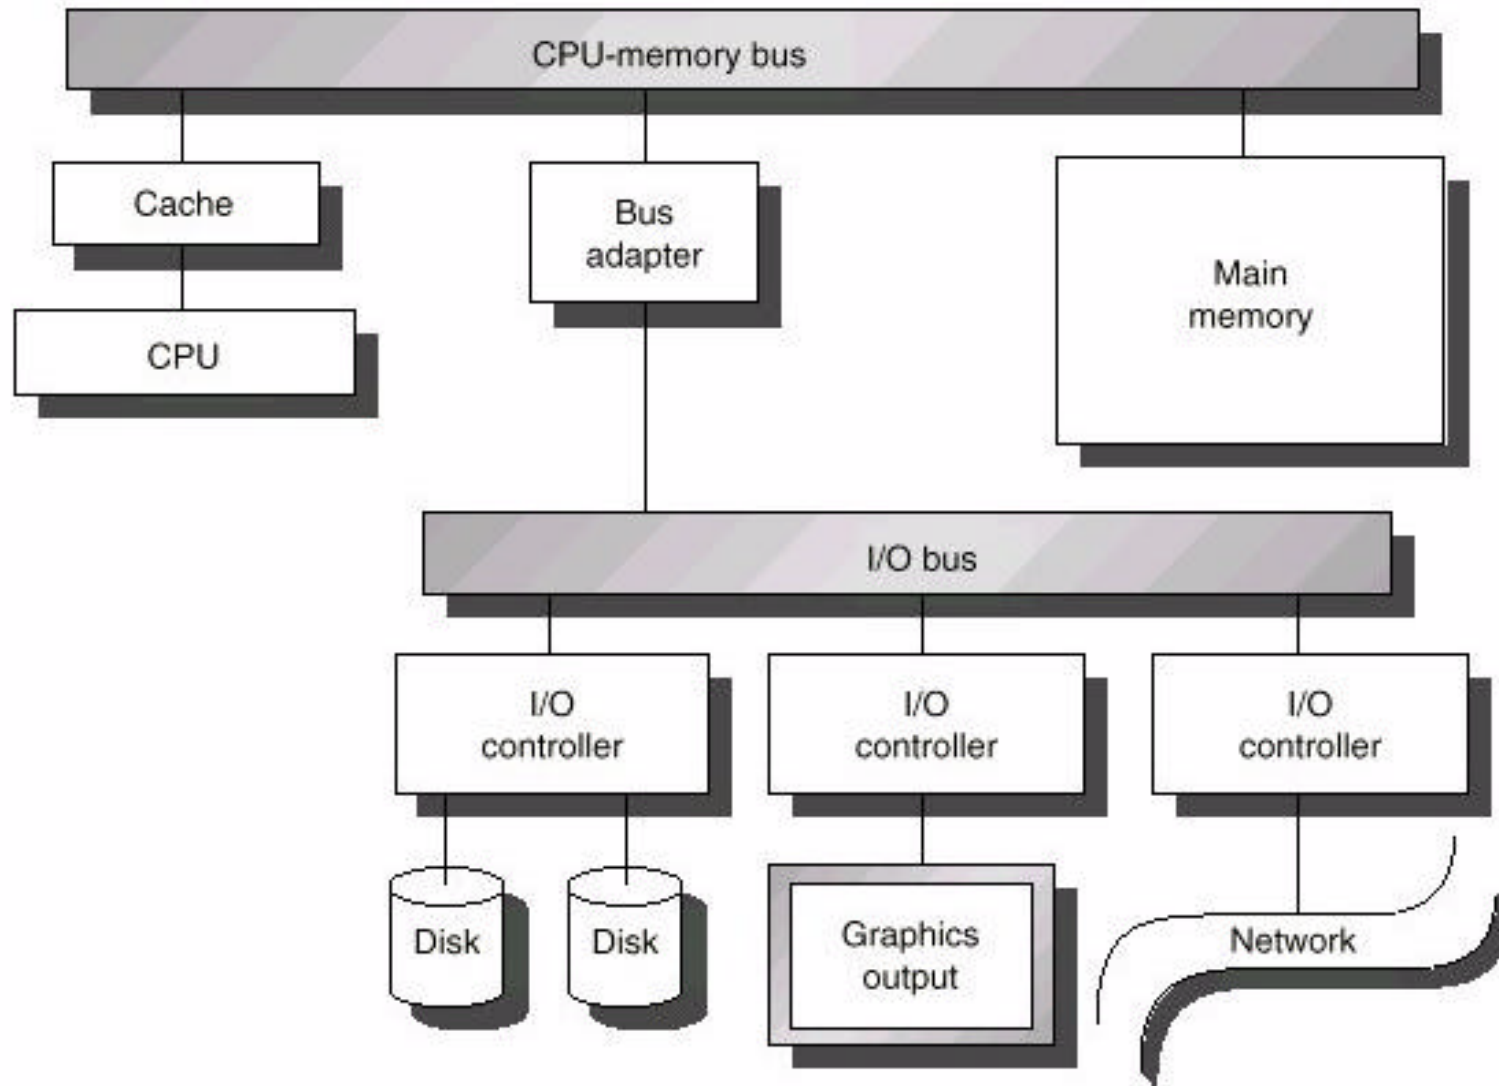 CPU-memory bus
Cache
Bus
adapter
Main
memory
CPU
I/O bus
I/O
controller
I/O
controller
I/O
controller
Disk
Disk
Graphics
output
Network